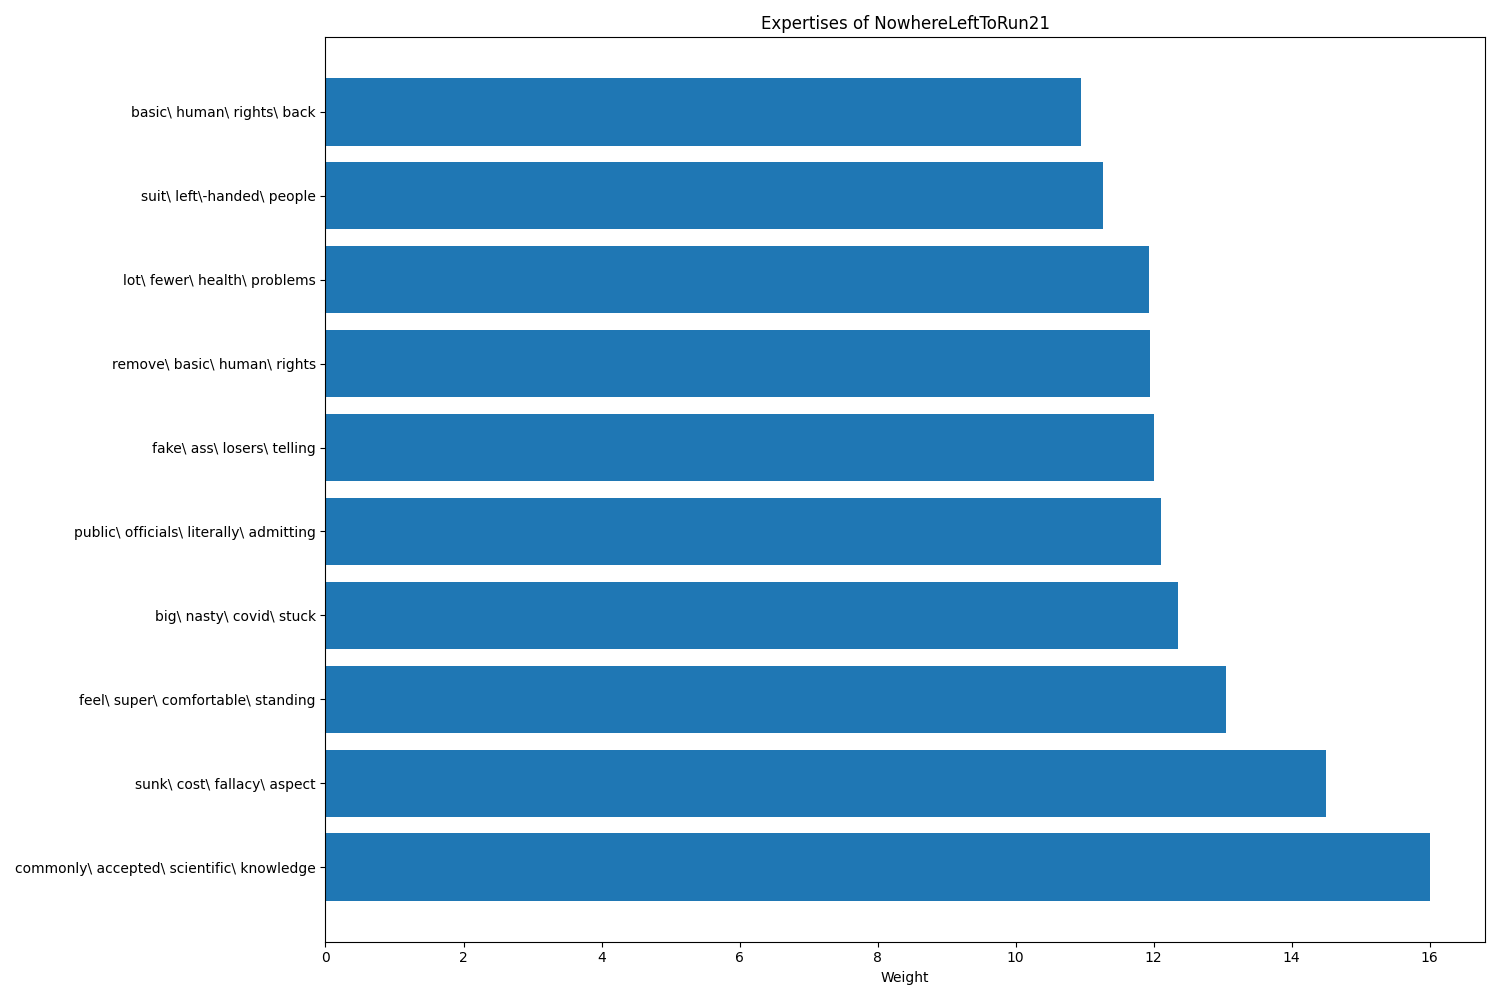 Expertises of NowhereLeftToRun21
basic\ human\ rights\ back
suit\ left\-handed\ people
lot\ fewer\ health\ problems
remove\ basic\ human\ rights
fake\ ass\ losers\ telling
public\ officials\ literally\ admitting
big\ nasty\ covid\ stuck
feel\ super\ comfortable\ standing
sunk\ cost\ fallacy\ aspect
commonly\ accepted\ scientific\ knowledge
0 2 4 6 8 10 12 14 16
Weight